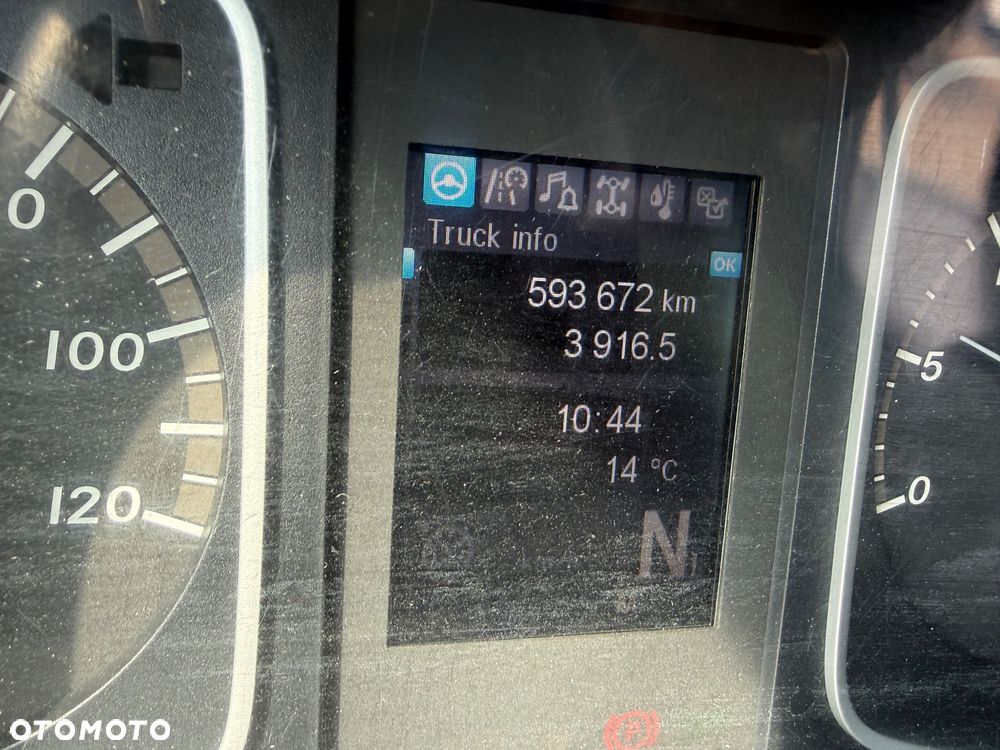 Truck info
OK
593 672 km
3 916.5
10:44
14 °C
N
0
100
120
5
0
P
OTOMOTO